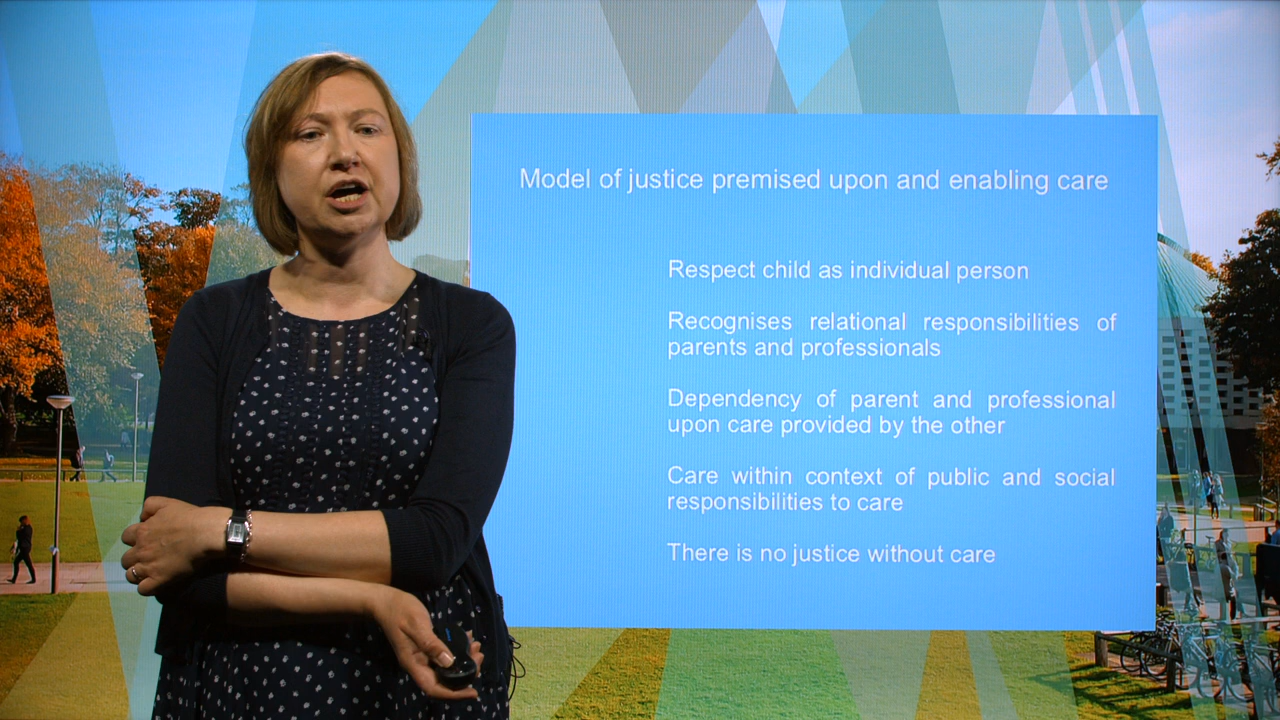 Model of justice premised upon and enabling care
Respect child as individual person
Recognises relational responsibilities of
parents and professionals
Dependency of parent and professional
upon care provided by the other
Care within context of public and social
responsibilities to care
There is no justice without care